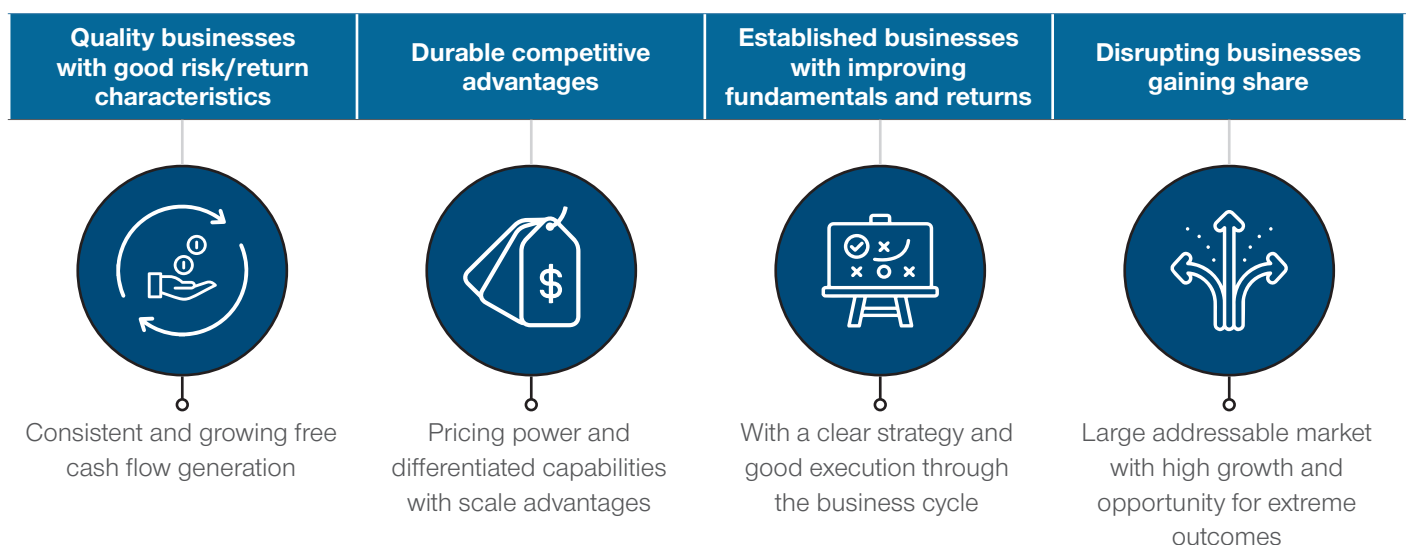 Quality businesses
with good risk/return
characteristics
Durable competitive
advantages
Established businesses
with improving
fundamentals and returns
Disrupting businesses
gaining share
$
Consistent and growing free
cash flow generation
Pricing power and
differentiated capabilities
with scale advantages
With a clear strategy and
good execution through
the business cycle
Large addressable market
with high growth and
opportunity for extreme
outcomes